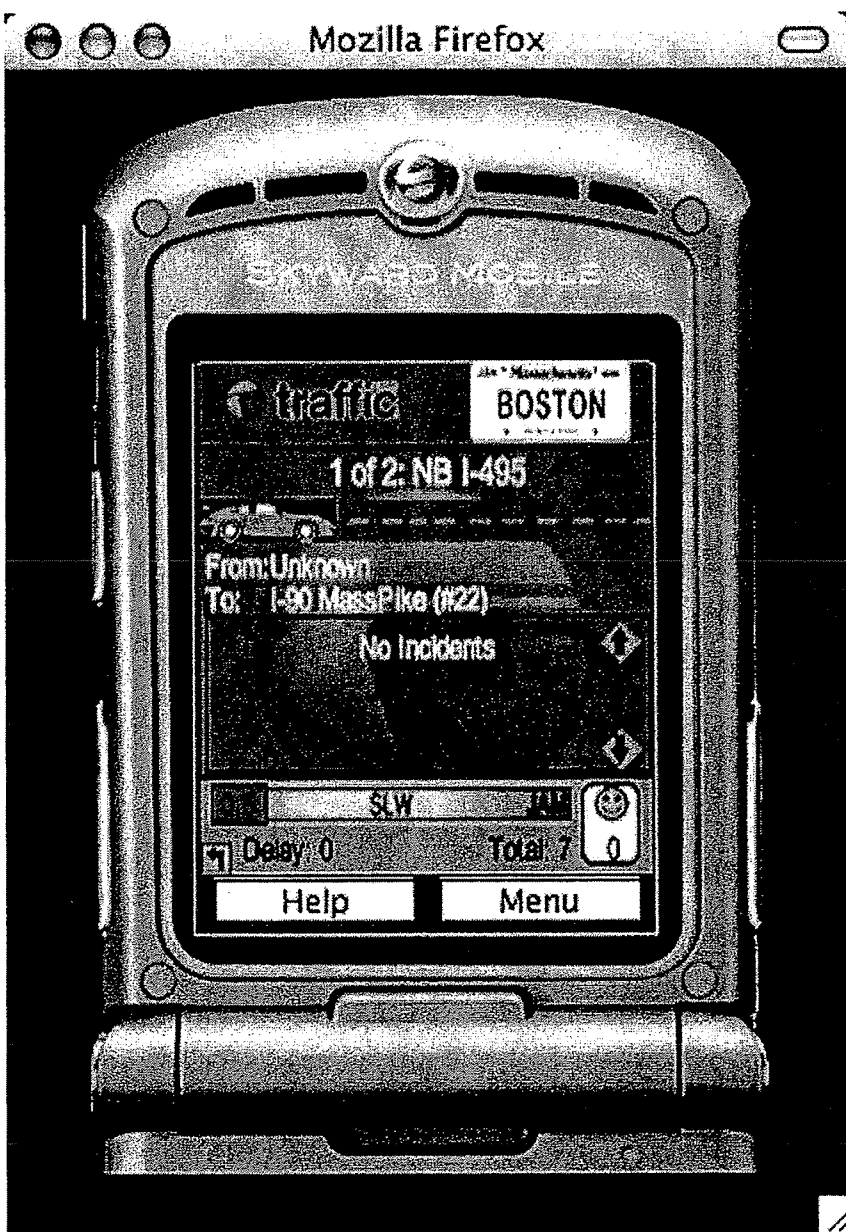 Mozilla Firefox
SKYWARD MOBILE
traffic
BOSTON
1 of 2: NB I-495
From:Unknown
To: I-90 MassPike (#22)
No Incidents
SLW JAM
Delay: 0 Total: 7 0
Help Menu